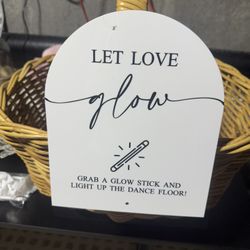 LET LOVE
glow
GRAB A GLOW STICK AND
LIGHT UP THE DANCE FLOOR!